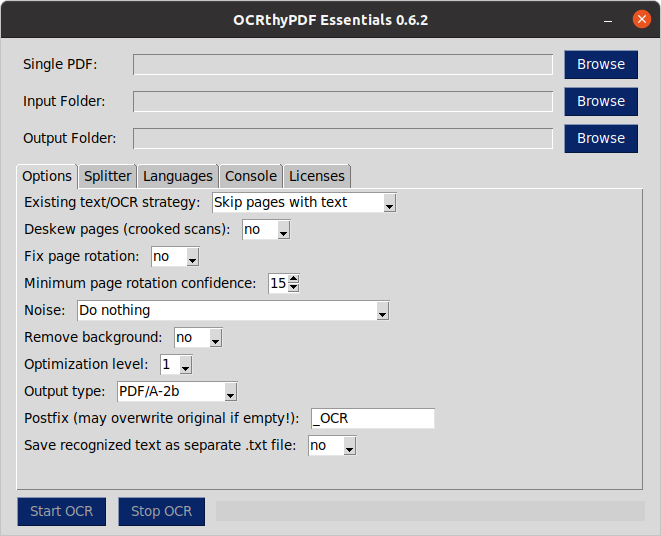 OCRthyPDF Essentials 0.6.2
Single PDF: Browse
Input Folder: Browse
Output Folder: Browse
Options Splitter Languages Console Licenses
Existing text/OCR strategy: Skip pages with text
Deskew pages (crooked scans): no
Fix page rotation: no
Minimum page rotation confidence: 15
Noise: Do nothing
Remove background: no
Optimization level: 1
Output type: PDF/A-2b
Postfix (may overwrite original if empty!): _OCR
Save recognized text as separate .txt file: no
Start OCR Stop OCR